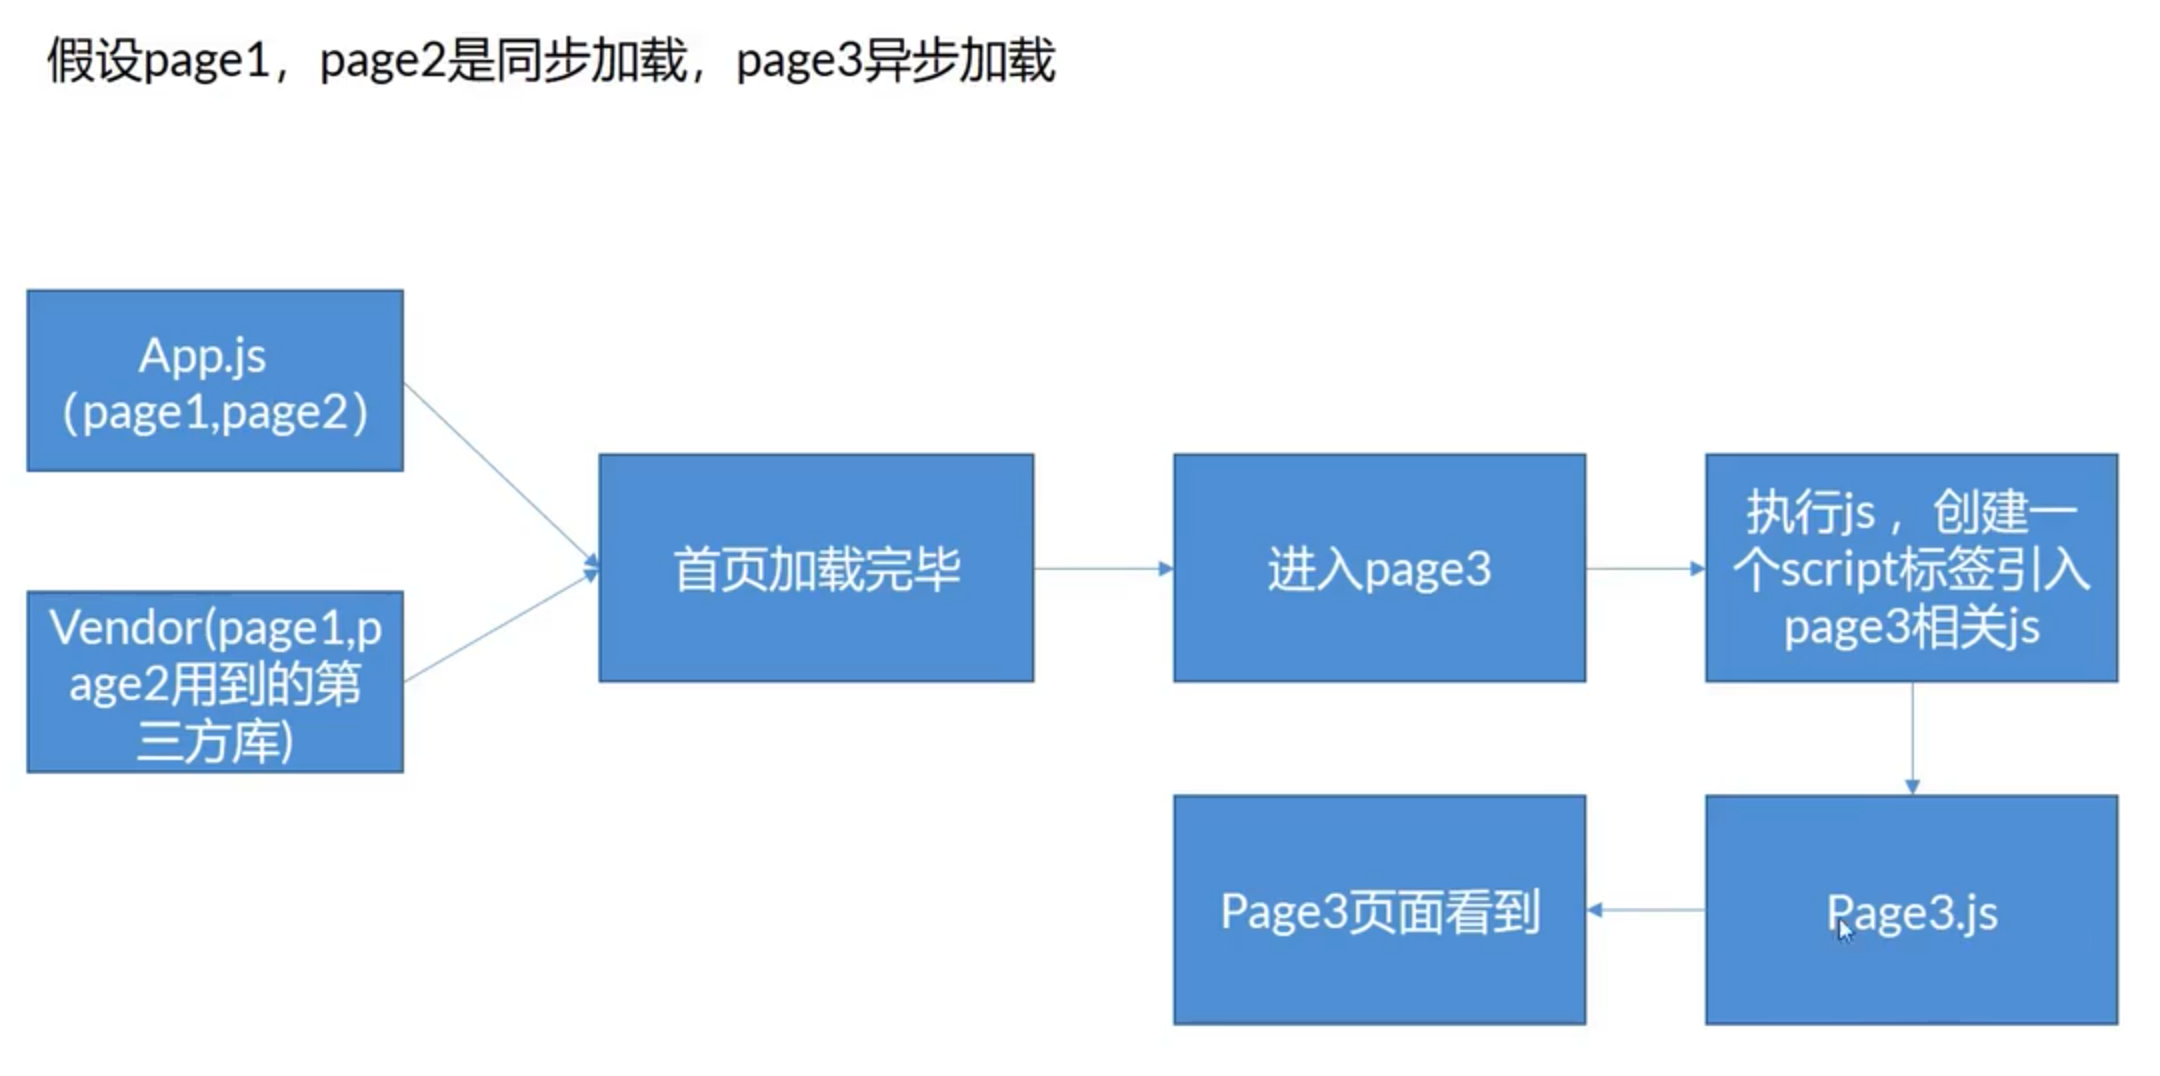 假设page1，page2是同步加载，page3异步加载
App.js
（page1,page2）
Vendor(page1,p
age2用到的第
三方库)
首页加载完毕
进入page3
执行js，创建一
个script标签引入
page3相关js
Page3页面看到
Page3.js